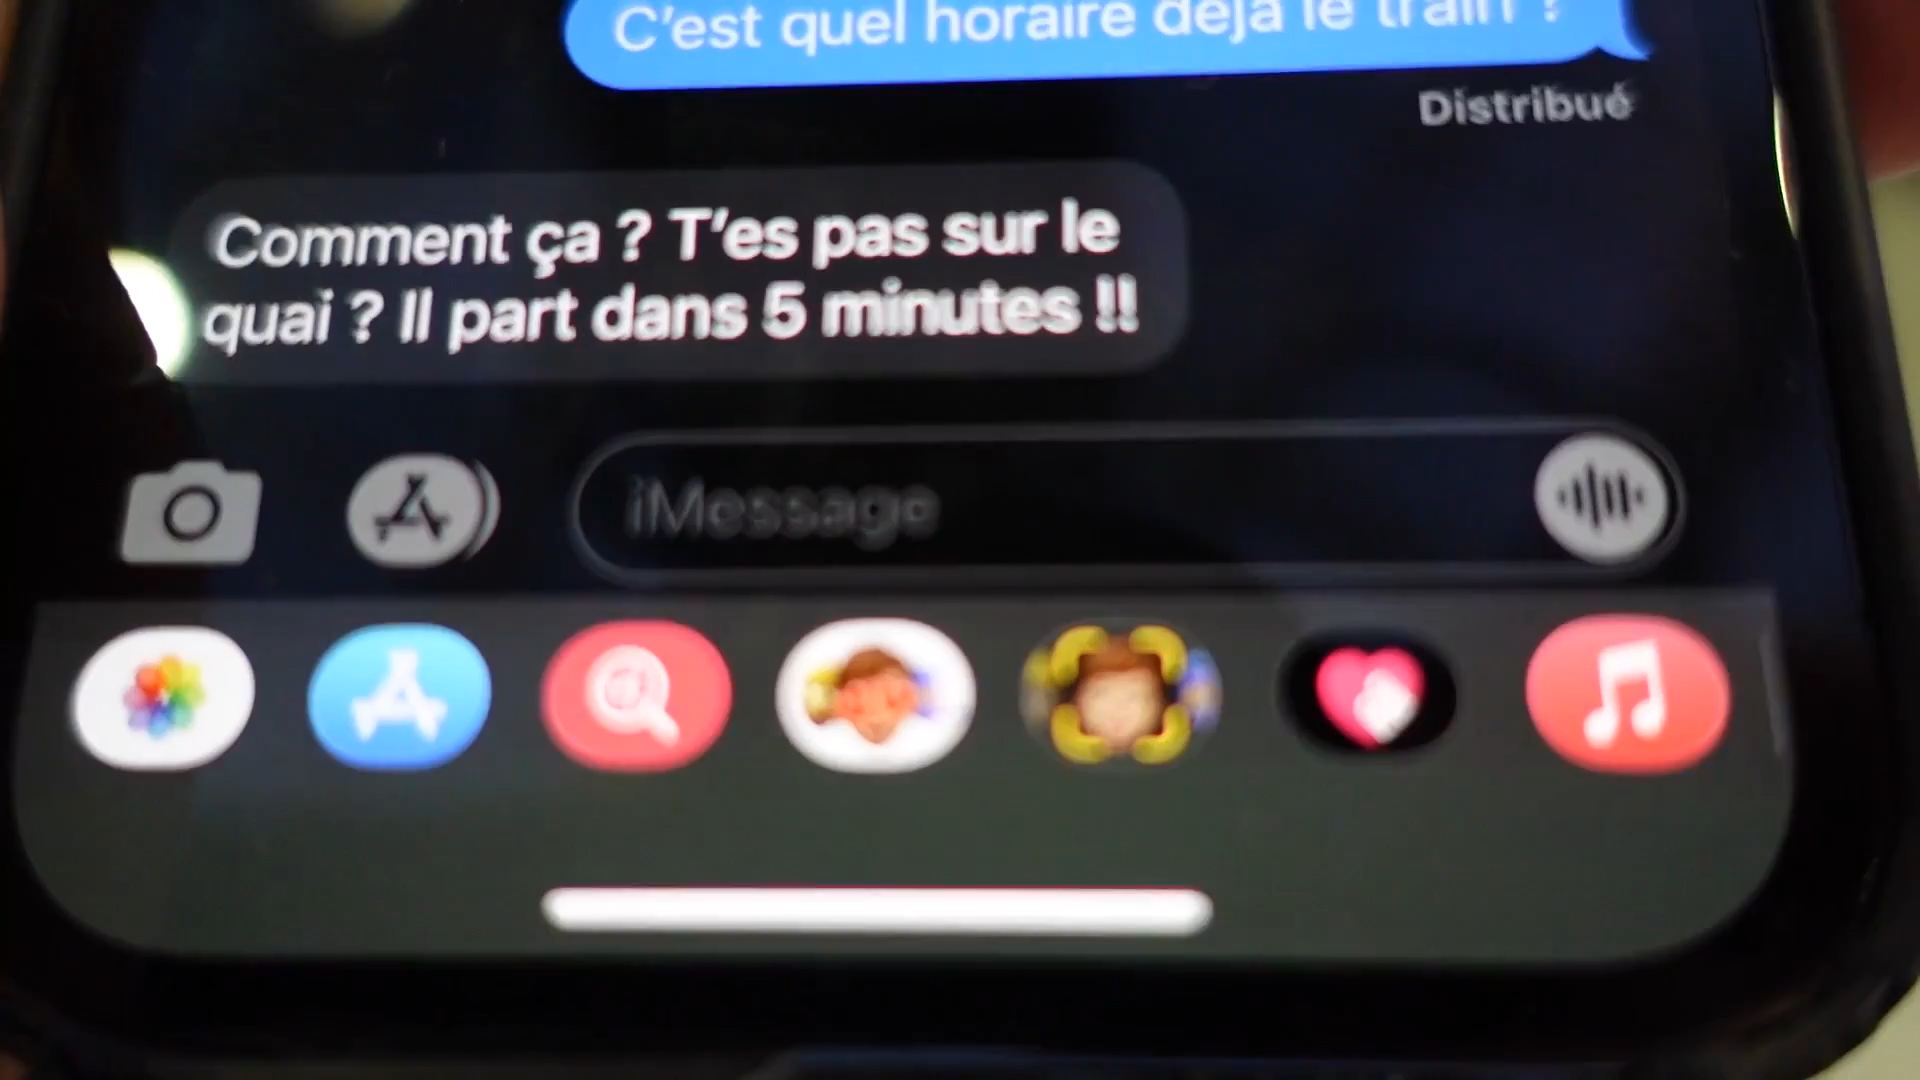 C'est quel horaire déjà le train ?
Distribué
Comment ça ? T'es pas sur le
quai ? Il part dans 5 minutes !!
iMessage